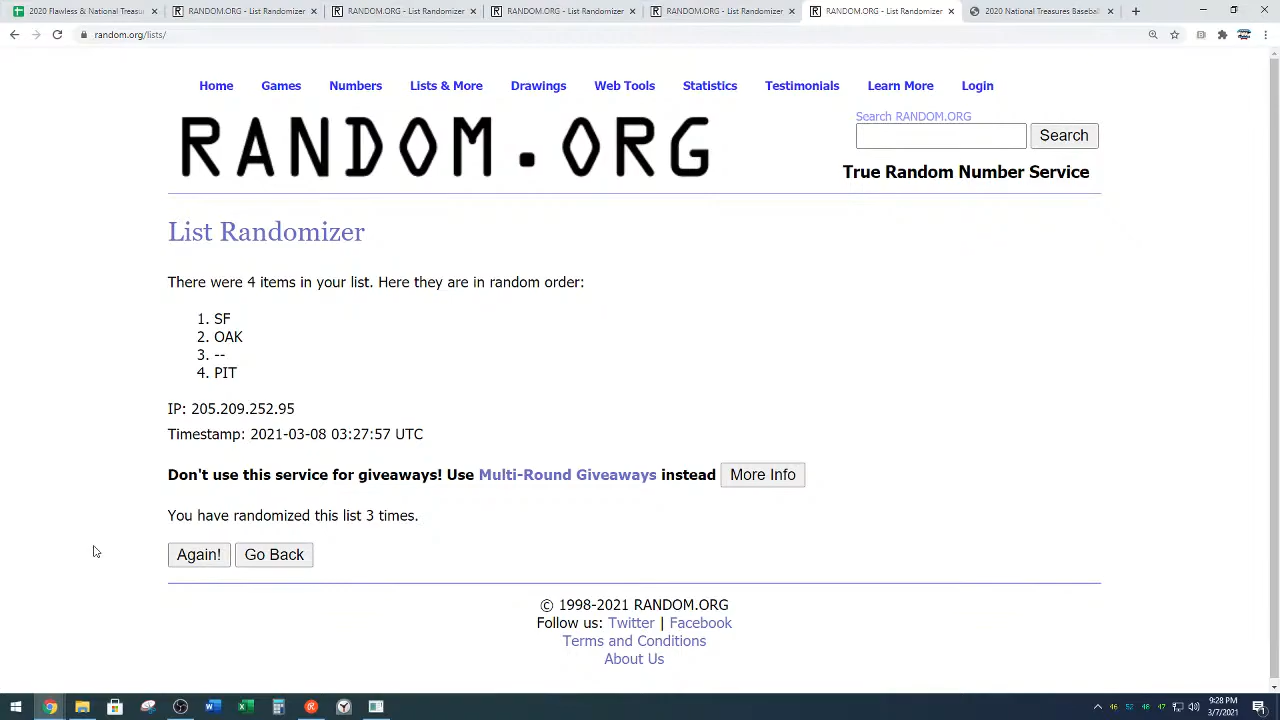 2020 Flawless & National Treasu
RANDOM.ORG - List Randomizer
RANDOM.ORG - List Randomizer
RANDOM.ORG - List Randomizer
RANDOM.ORG - List Randomizer
RANDOM.ORG - List Randomizer
2020 National Treasures Basebal
random.org/lists/
Home Games Numbers Lists & More Drawings Web Tools Statistics Testimonials Learn More Login
RANDOM.ORG
Search RANDOM.ORG
Search
True Random Number Service
List Randomizer
There were 4 items in your list. Here they are in random order:
1. SF
2. OAK
3. --
4. PIT
IP: 205.209.252.95
Timestamp: 2021-03-08 03:27:57 UTC
Don't use this service for giveaways! Use Multi-Round Giveaways instead More Info
You have randomized this list 3 times.
Again! Go Back
© 1998-2021 RANDOM.ORG
Follow us: Twitter | Facebook
Terms and Conditions
About Us
46 52 48 47
9:28 PM
3/7/2021